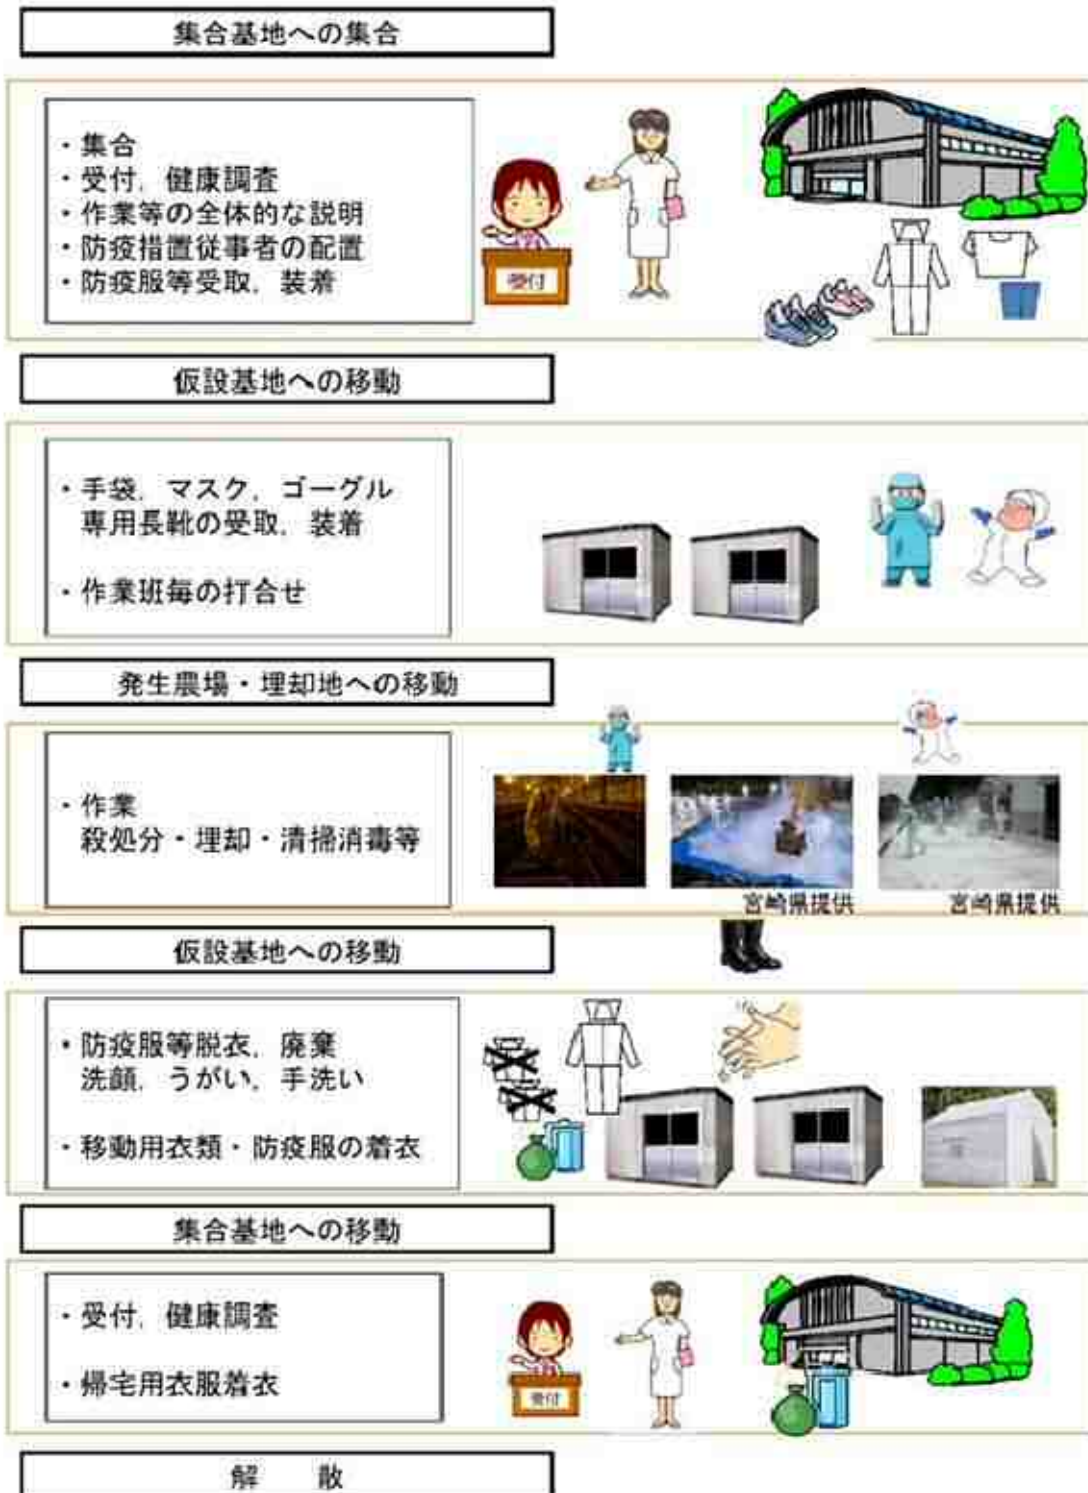 集合基地への集合
・集合
・受付，健康調査
・作業等の全体的な説明
・防疫措置従事者の配置
・防疫服等受取，装着
受付
仮設基地への移動
・手袋，マスク，ゴーグル
専用長靴の受取，装着
・作業班毎の打合せ
発生農場・埋却地への移動
・作業
殺処分・埋却・清掃消毒等
宮崎県提供
宮崎県提供
仮設基地への移動
・防疫服等脱衣，廃棄
洗顔，うがい，手洗い
・移動用衣類・防疫服の着衣
集合基地への移動
・受付，健康調査
・帰宅用衣服着衣
受付
解　　散